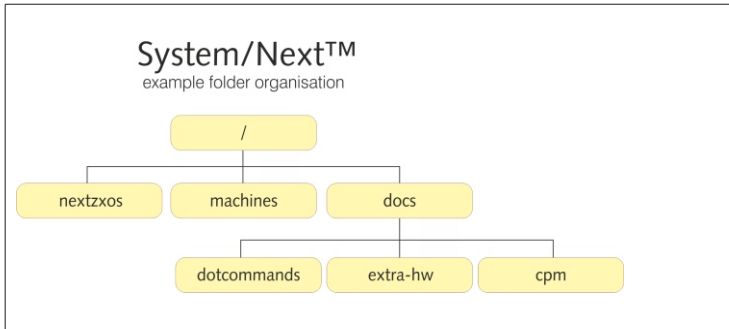 System/Next™
example folder organisation
/
nextzxos machines docs
dotcommands extra-hw cpm